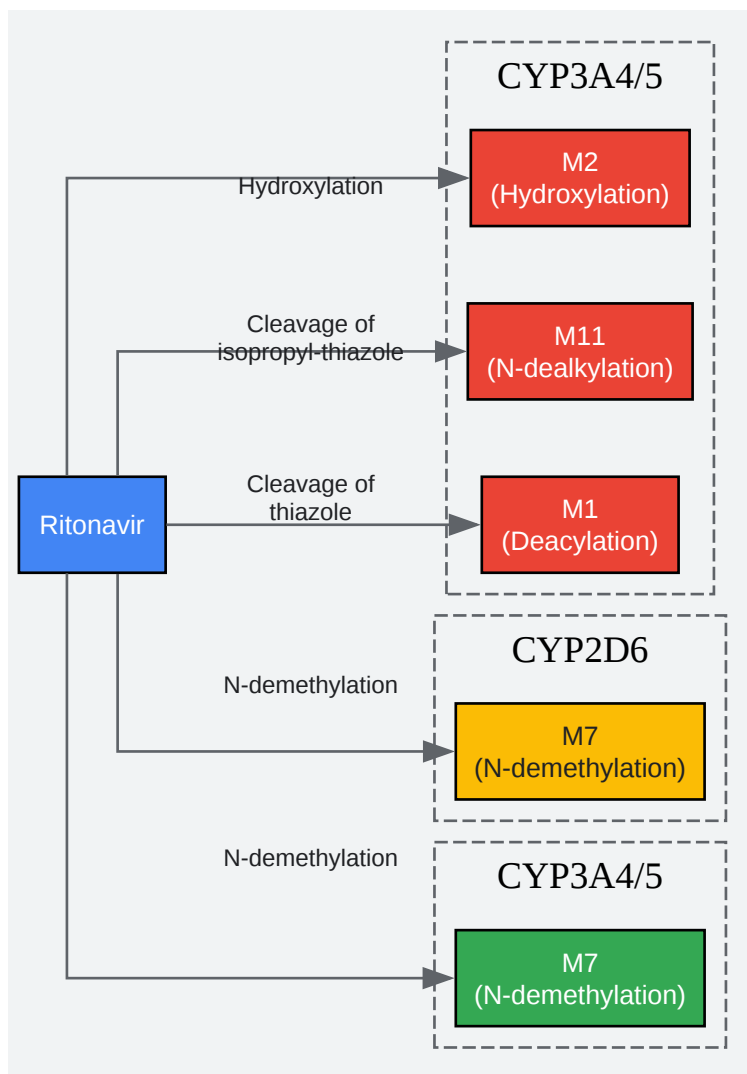 CYP3A4/5
M2
(Hydroxylation)
Hydroxylation
Cleavage of
isopropyl-thiazole
M11
(N-dealkylation)
Cleavage of
thiazole
M1
(Deacylation)
Ritonavir
CYP2D6
N-demethylation
M7
(N-demethylation)
N-demethylation
CYP3A4/5
M7
(N-demethylation)